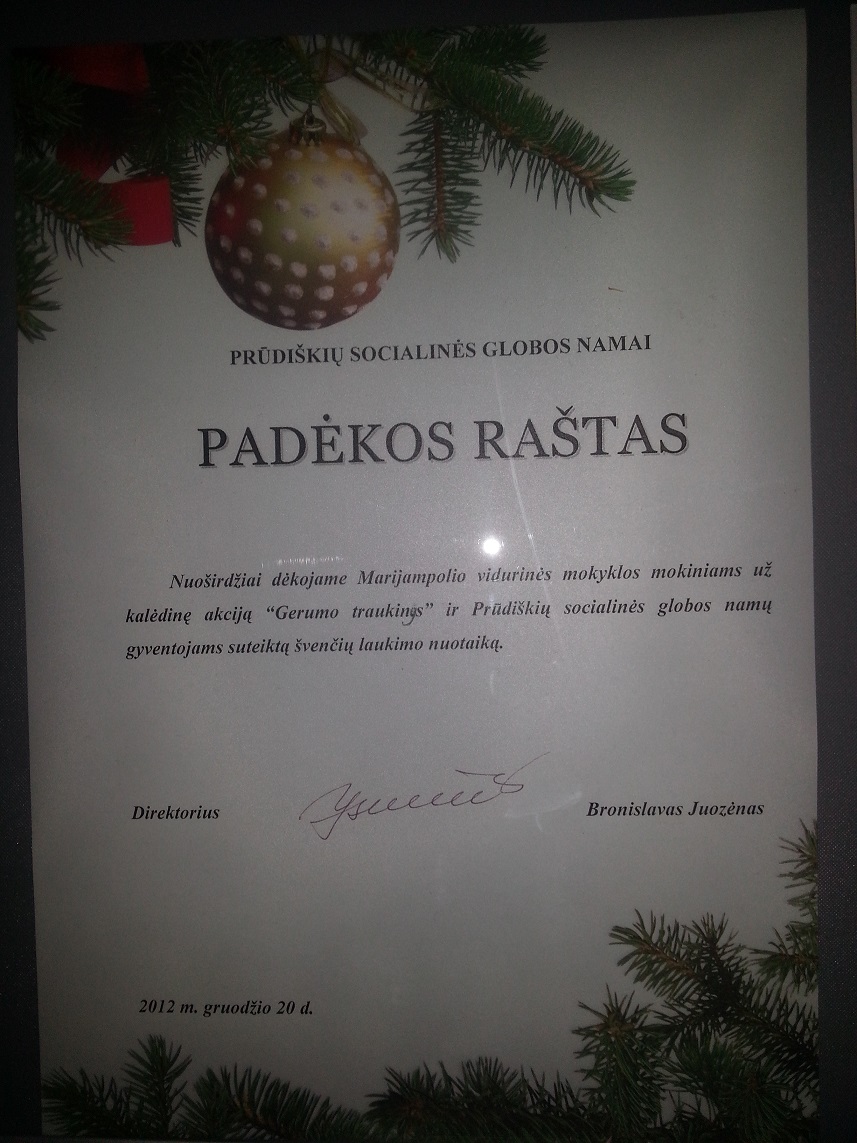 PRŪDIŠKIŲ SOCIALINĖS GLOBOS NAMAI
PADĖKOS RAŠTAS
Nuoširdžiai dėkojame Marijampolio vidurinės mokyklos mokiniams už
kalėdinę akciją “Gerumo traukinys” ir Prūdiškių socialinės globos namų
gyventojams suteiktą švenčių laukimo nuotaiką.
Direktorius Bronislavas Juozėnas
2012 m. gruodžio 20 d.